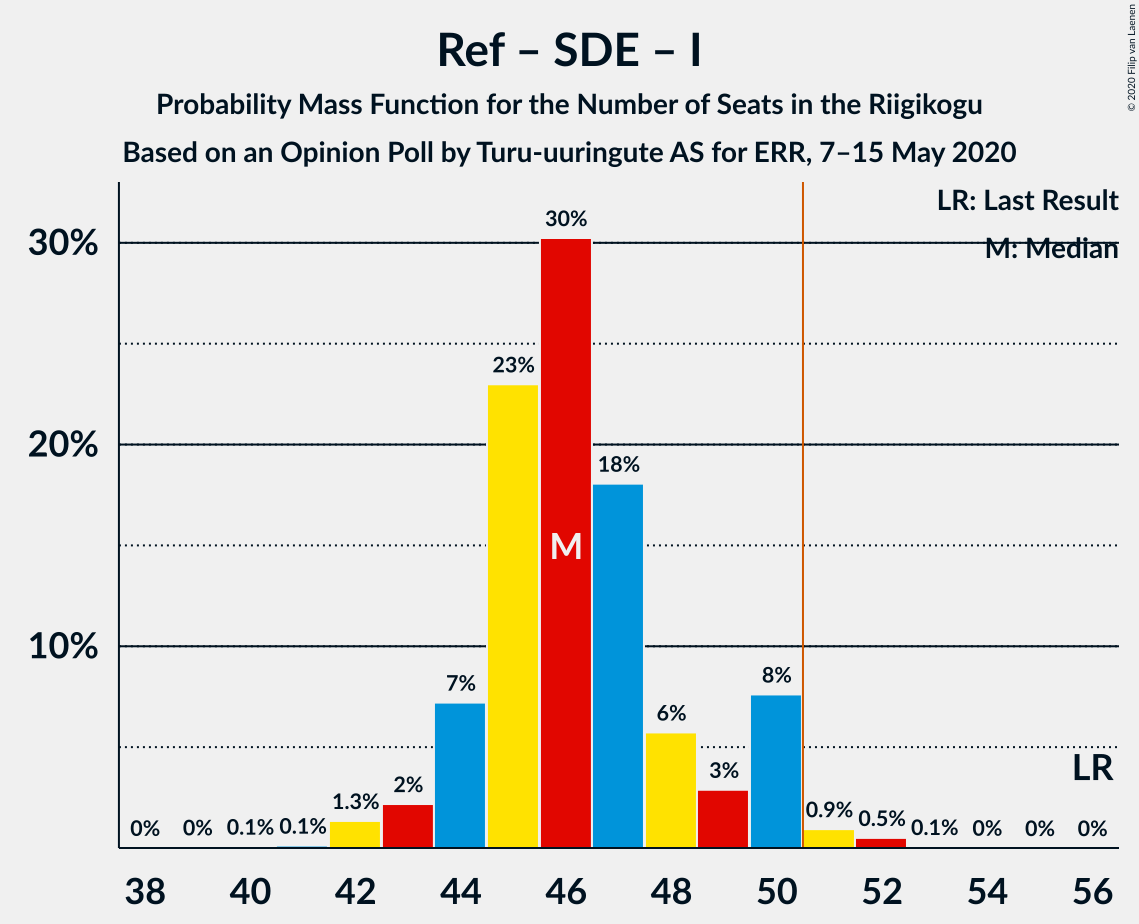 Ref – SDE – I
Probability Mass Function for the Number of Seats in the Riigikogu
Based on an Opinion Poll by Turu-uuringute AS for ERR, 7–15 May 2020
© 2020 Filip van Laenen
LR: Last Result
M: Median
30%
20%
10%
0%
0%
0.1%
0.1%
1.3%
2%
7%
23%
30%
18%
6%
3%
8%
0.9%
0.5%
0.1%
0%
0%
0%
M
LR
38 40 42 44 46 48 50 52 54 56